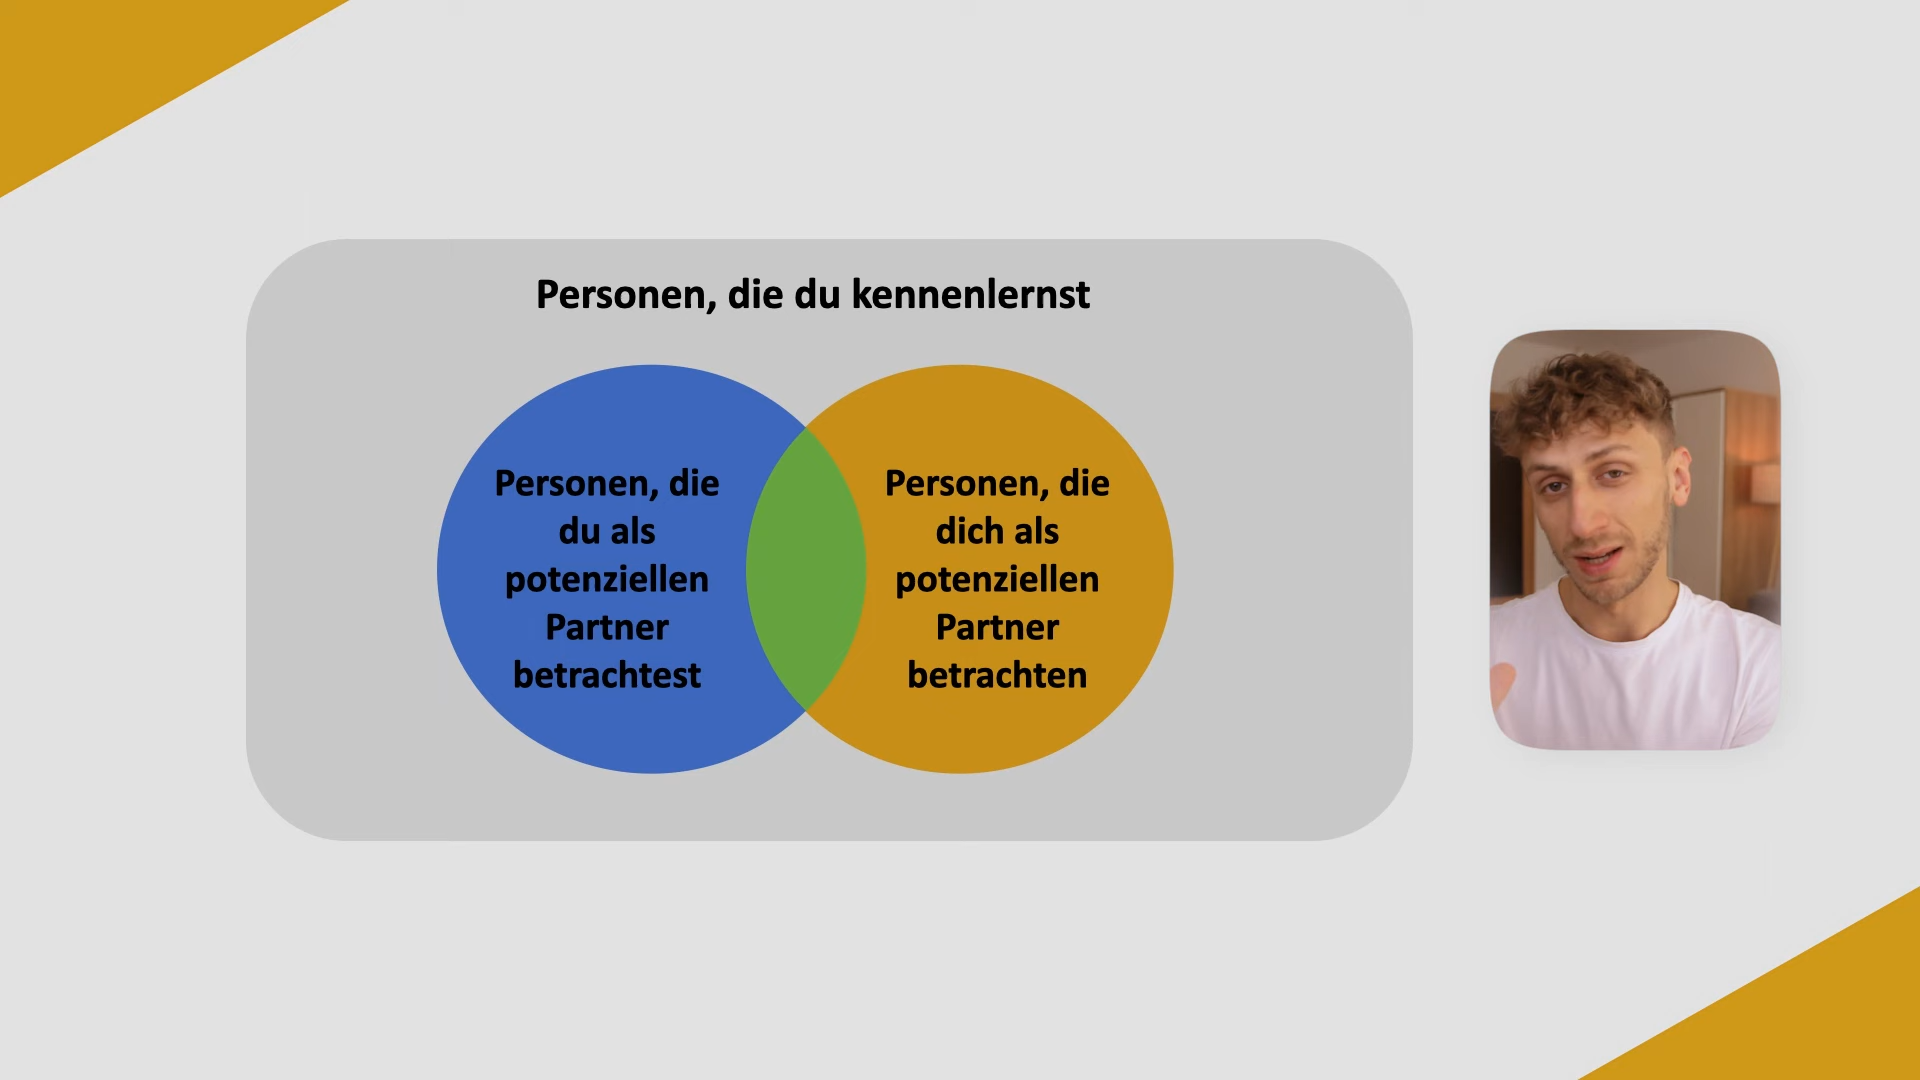 Personen, die du kennenlernst
Personen, die
du als
potenziellen
Partner
betrachtest
Personen, die
dich als
potenziellen
Partner
betrachten